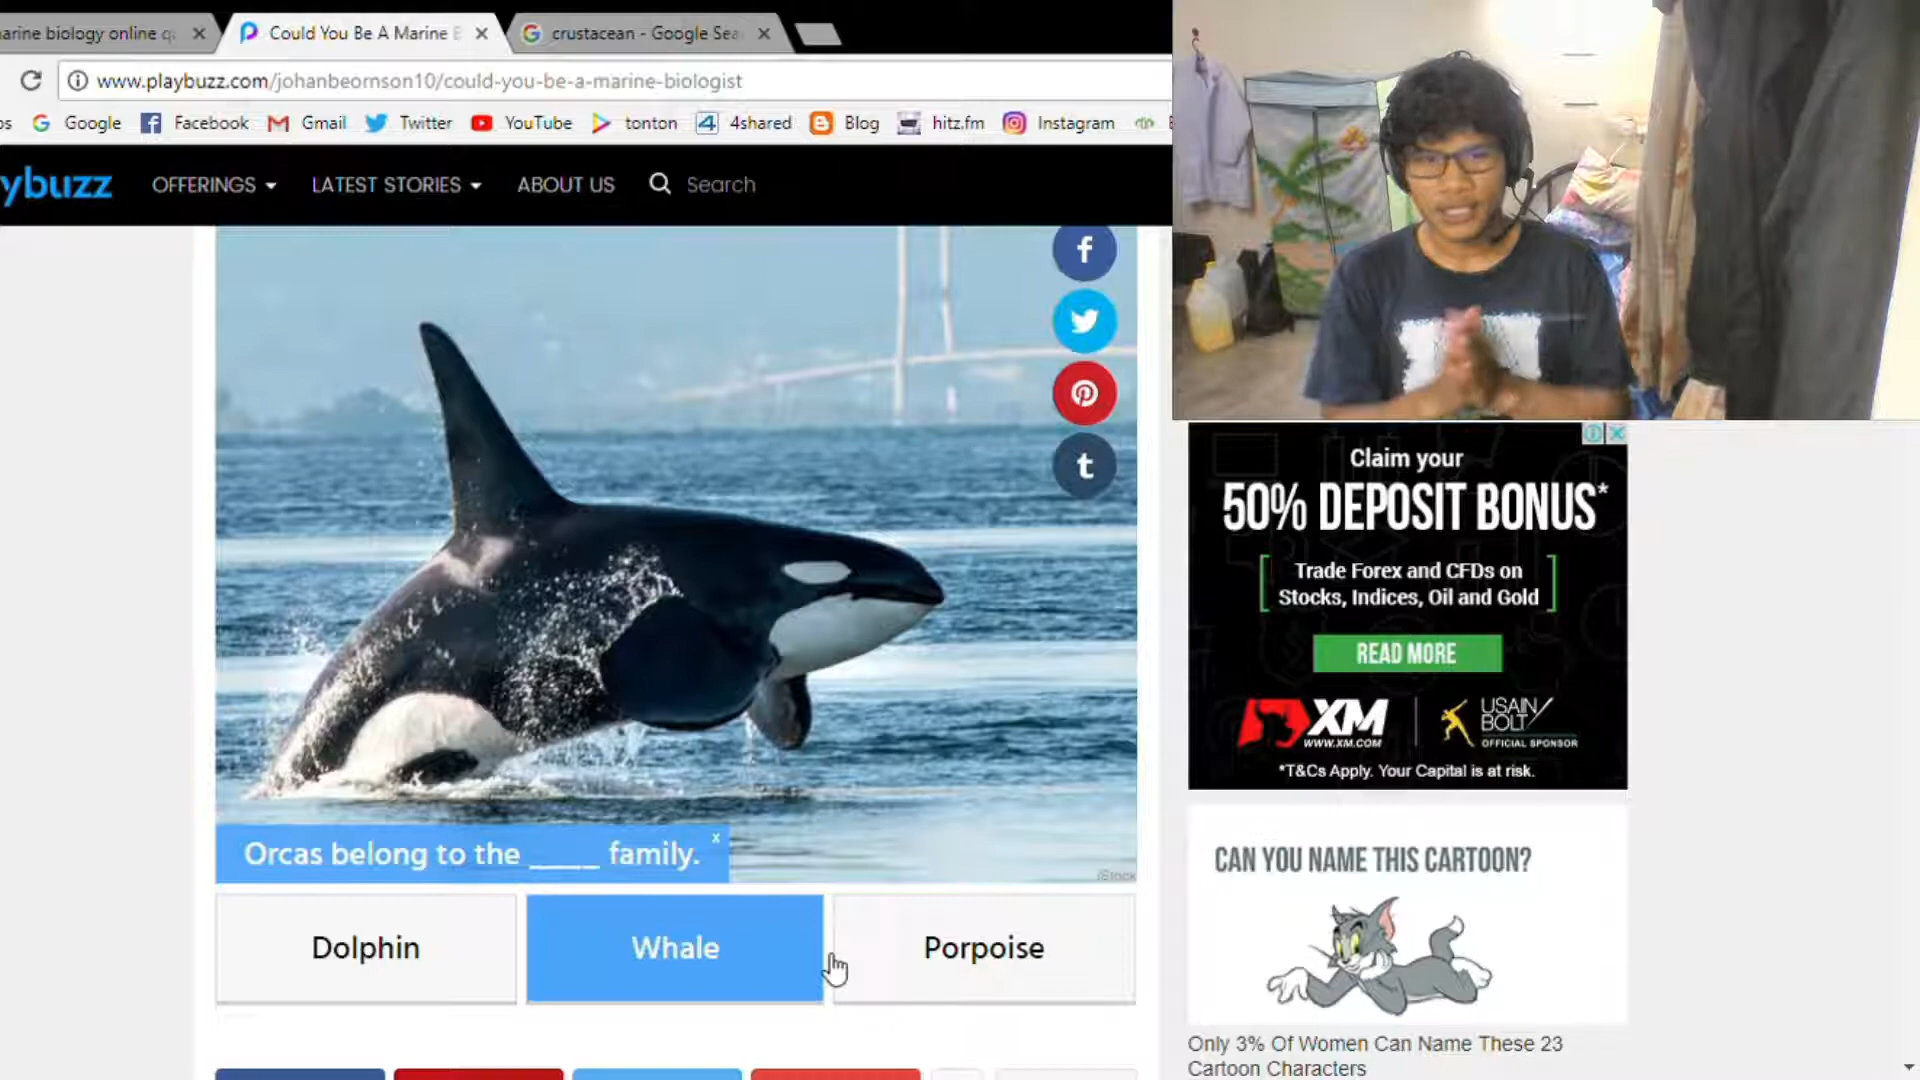 arine biology online q
Could You Be A Marine B
crustacean - Google Sea
www.playbuzz.com/johanbeornson10/could-you-be-a-marine-biologist
Google Facebook Gmail Twitter YouTube tonton 4shared Blog hitz.fm Instagram
ybuzz OFFERINGS LATEST STORIES ABOUT US Search
Orcas belong to the _____ family.
x
iStock
Dolphin
Whale
Porpoise
Claim your
50% DEPOSIT BONUS*
Trade Forex and CFDs on
Stocks, Indices, Oil and Gold
READ MORE
XM
WWW.XM.COM
USAIN
BOLT
OFFICIAL SPONSOR
*T&Cs Apply. Your Capital is at risk.
CAN YOU NAME THIS CARTOON?
Only 3% Of Women Can Name These 23
Cartoon Characters